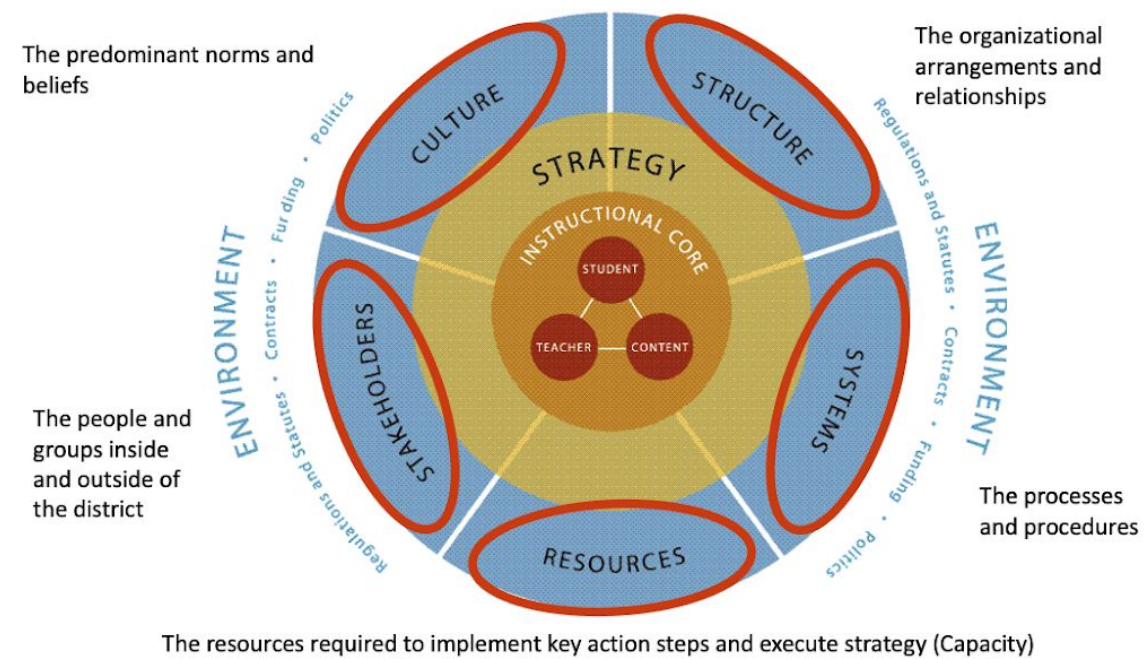 The predominant norms and
beliefs
The organizational
arrangements and
relationships
CULTURE
STRUCTURE
STRATEGY
INSTRUCTIONAL CORE
STUDENT
TEACHER
CONTENT
STAKEHOLDERS
SYSTEMS
RESOURCES
ENVIRONMENT
Regulations and Statutes • Contracts • Fur ding • Politics
ENVIRONMENT
Regulations and Statutes • Contracts • Funding • Politics
The people and
groups inside
and outside of
the district
The processes
and procedures
The resources required to implement key action steps and execute strategy (Capacity)